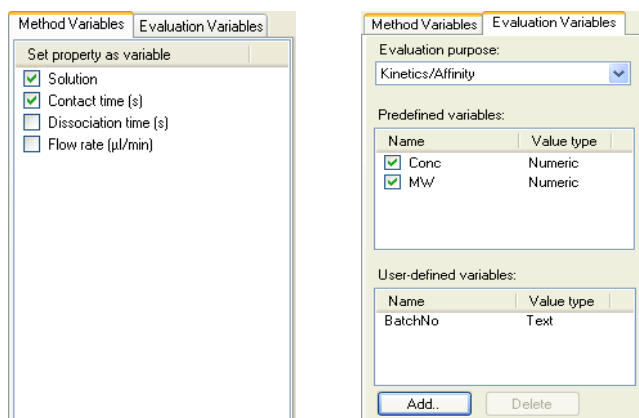 Method Variables Evaluation Variables
Set property as variable
Solution
Contact time (s)
Dissociation time (s)
Flow rate (µl/min)
Method Variables Evaluation Variables
Evaluation purpose:
Kinetics/Affinity
Predefined variables:
Name Value type
Conc Numeric
MW Numeric
User-defined variables:
Name Value type
BatchNo Text
Add.. Delete